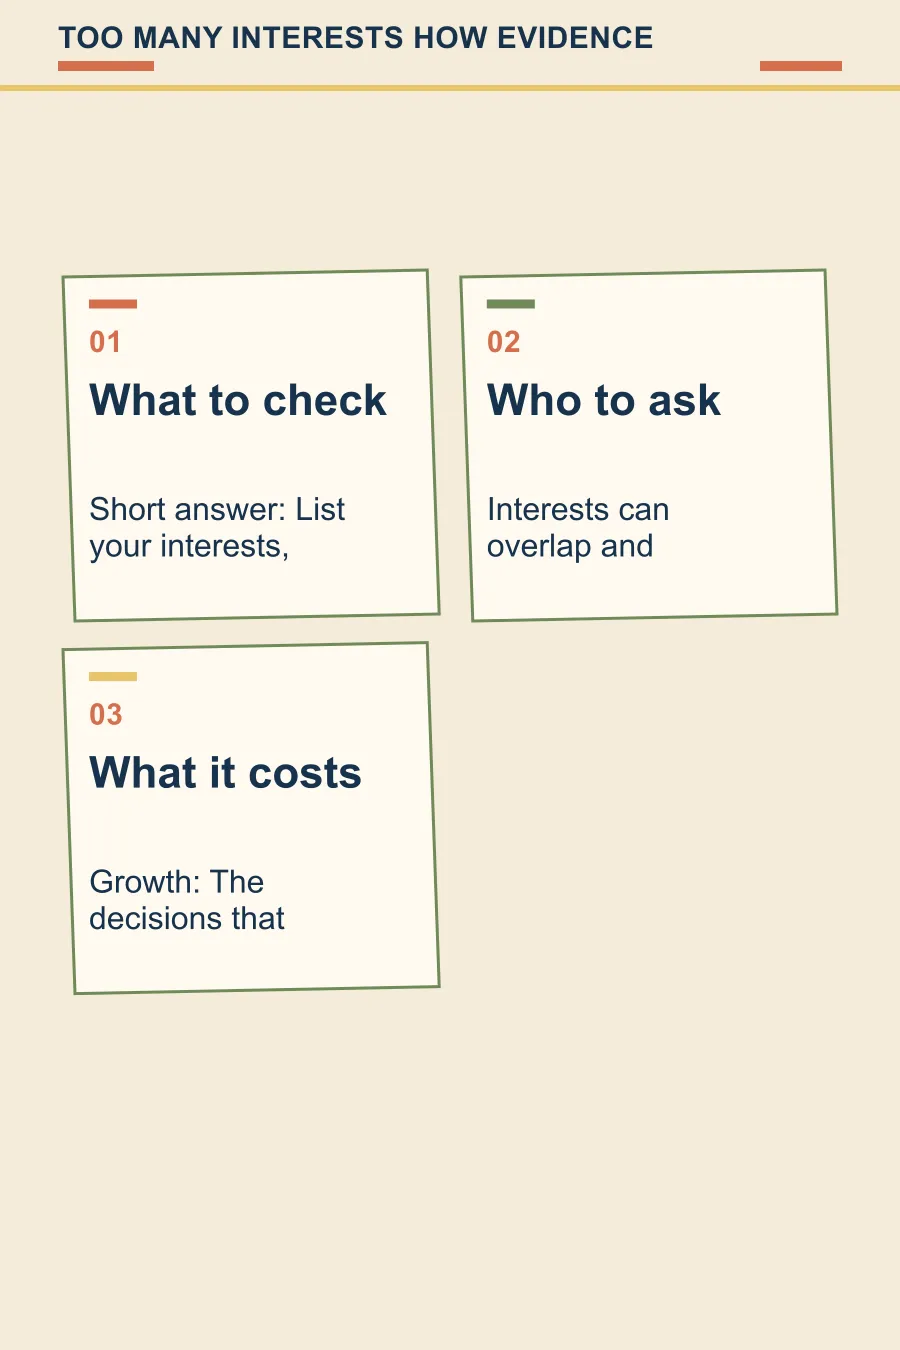 TOO MANY INTERESTS HOW EVIDENCE
01
What to check
Short answer: List
your interests,
02
Who to ask
Interests can
overlap and
03
What it costs
Growth: The
decisions that